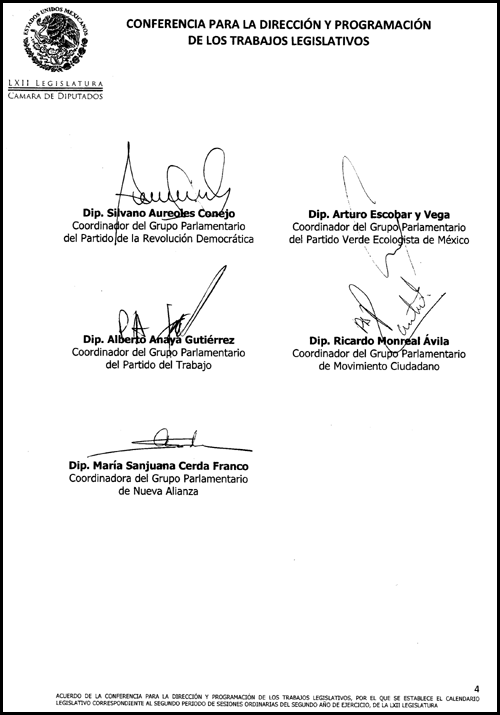 ESTADOS UNIDOS MEXICANOS
LXII LEGISLATURA
CÁMARA DE DIPUTADOS
CONFERENCIA PARA LA DIRECCIÓN Y PROGRAMACIÓN
DE LOS TRABAJOS LEGISLATIVOS
Dip. Silvano Aureoles Conejo
Coordinador del Grupo Parlamentario
del Partido de la Revolución Democrática
Dip. Arturo Escobar y Vega
Coordinador del Grupo Parlamentario
del Partido Verde Ecologista de México
Dip. Alberto Anaya Gutiérrez
Coordinador del Grupo Parlamentario
del Partido del Trabajo
Dip. Ricardo Monreal Ávila
Coordinador del Grupo Parlamentario
de Movimiento Ciudadano
Dip. María Sanjuana Cerda Franco
Coordinadora del Grupo Parlamentario
de Nueva Alianza
4
ACUERDO DE LA CONFERENCIA PARA LA DIRECCIÓN Y PROGRAMACIÓN DE LOS TRABAJOS LEGISLATIVOS, POR EL QUE SE ESTABLECE EL CALENDARIO
LEGISLATIVO CORRESPONDIENTE AL SEGUNDO PERIODO DE SESIONES ORDINARIAS DEL SEGUNDO AÑO DE EJERCICIO, DE LA LXII LEGISLATURA